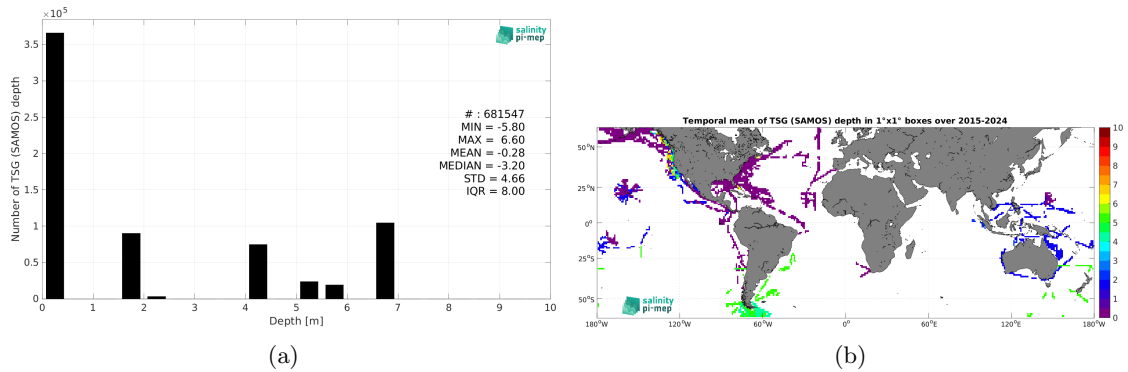 ×10⁵
Number of TSG (SAMOS) depth
3.5
3
2.5
2
1.5
1
0.5
0
0 1 2 3 4 5 6 7 8 9 10
Depth [m]
salinity
pi-mep
# : 681547
MIN = -5.80
MAX = 6.60
MEAN = -0.28
MEDIAN = -3.20
STD = 4.66
IQR = 8.00
(a)
Temporal mean of TSG (SAMOS) depth in 1°x1° boxes over 2015-2024
50°N
25°N
0°
25°S
50°S
180°W 120°W 60°W 0° 60°E 120°E 180°W
salinity
pi-mep
10
9
8
7
6
5
4
3
2
1
0
(b)